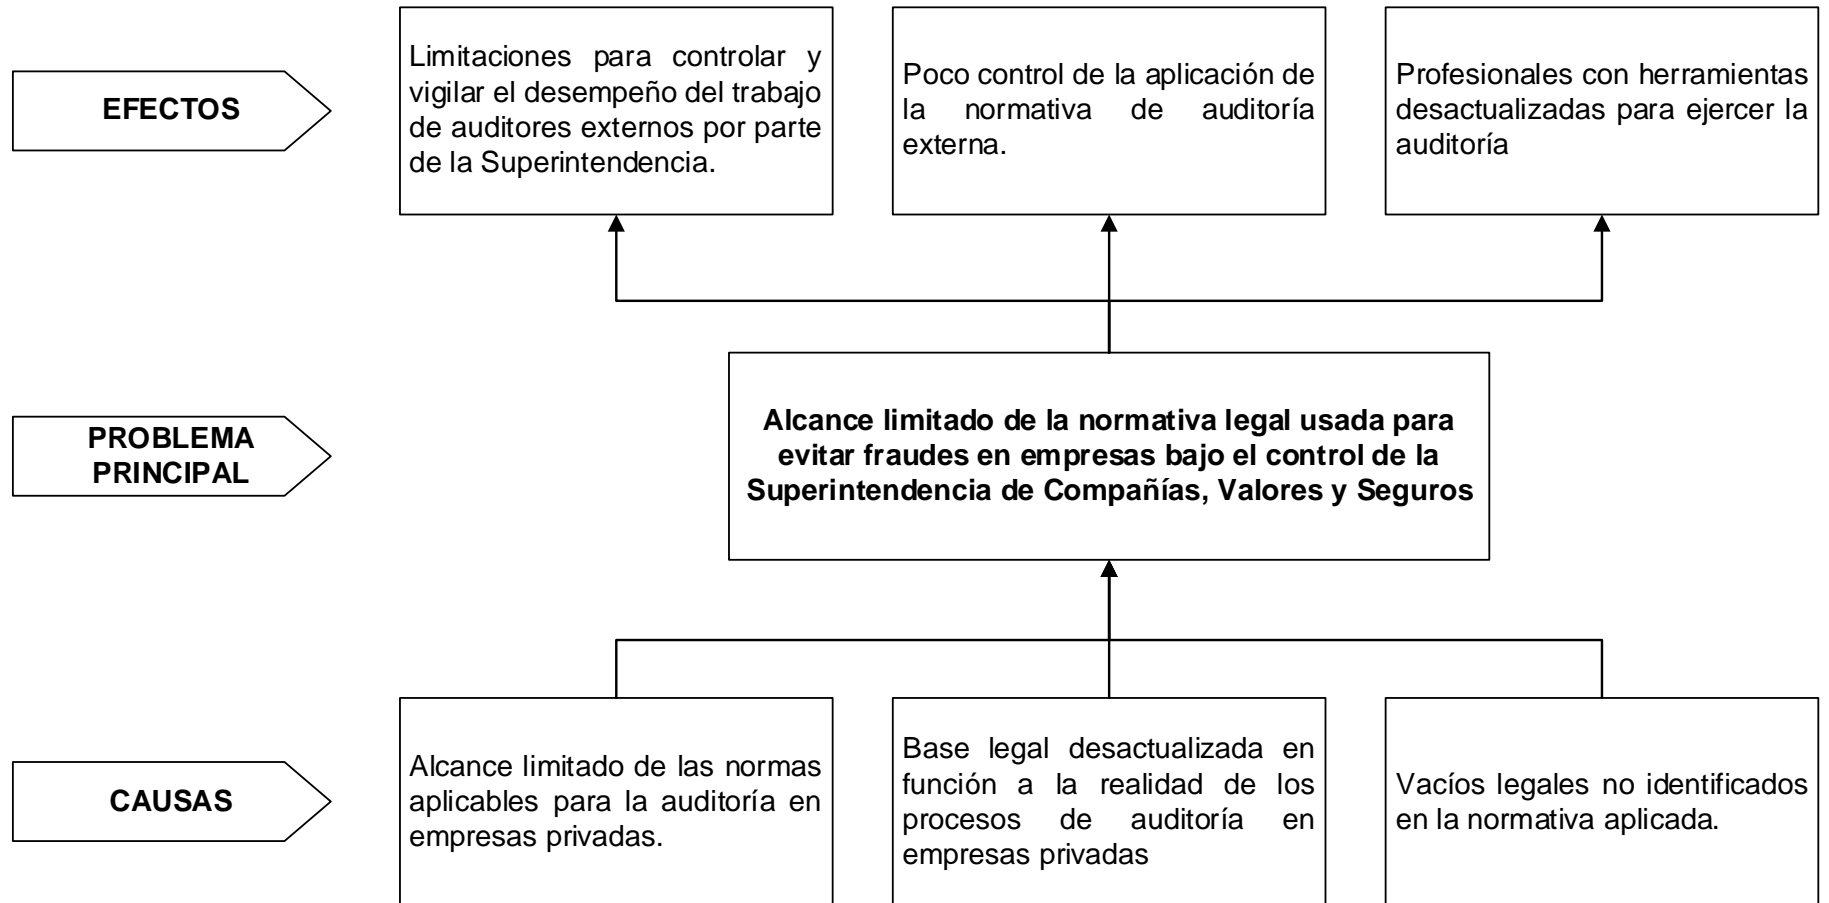 EFECTOS
Limitaciones para controlar y
vigilar el desempeño del trabajo
de auditores externos por parte
de la Superintendencia.
Poco control de la aplicación de
la normativa de auditoría
externa.
Profesionales con herramientas
desactualizadas para ejercer la
auditoría
PROBLEMA
PRINCIPAL
Alcance limitado de la normativa legal usada para
evitar fraudes en empresas bajo el control de la
Superintendencia de Compañías, Valores y Seguros
CAUSAS
Alcance limitado de las normas
aplicables para la auditoría en
empresas privadas.
Base legal desactualizada en
función a la realidad de los
procesos de auditoría en
empresas privadas
Vacíos legales no identificados
en la normativa aplicada.